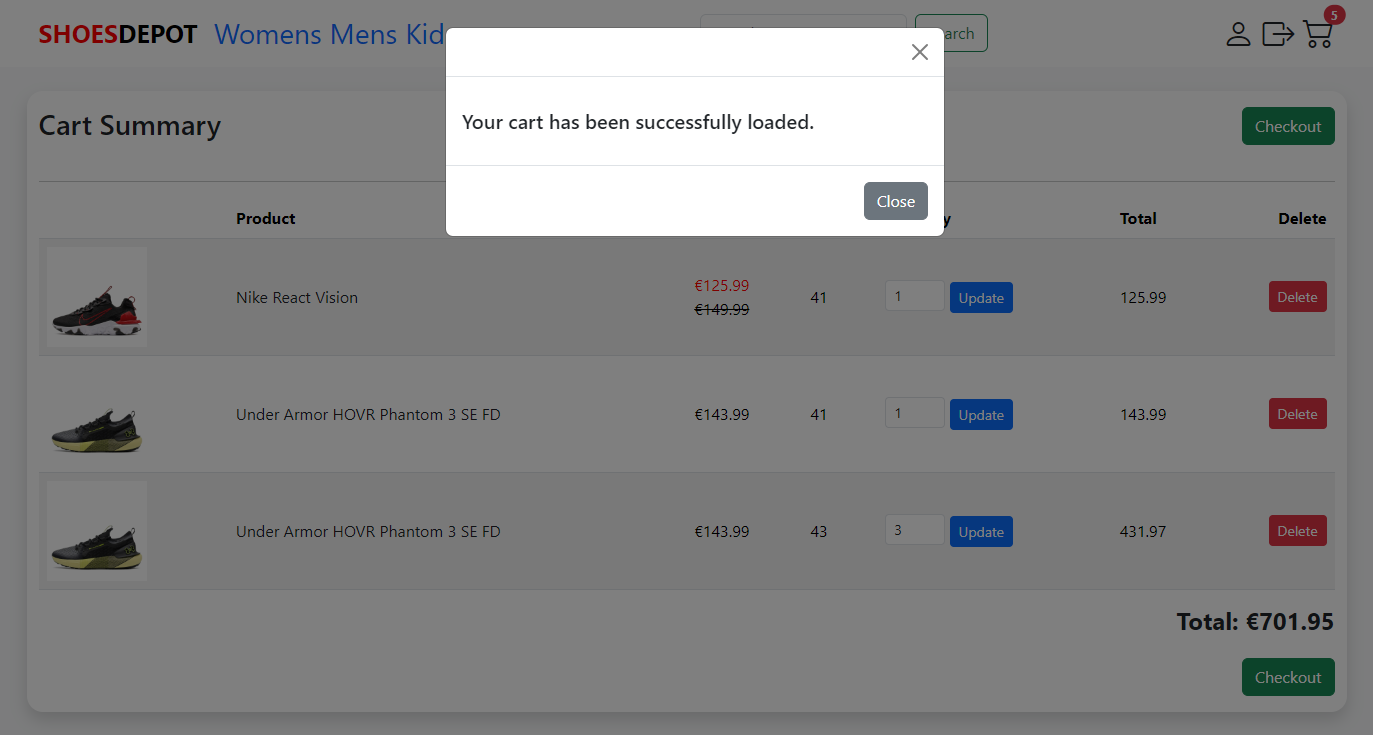 SHOESDEPOT Womens Mens Kid
5
Your cart has been successfully loaded.
Close
Cart Summary
Checkout
Product Total Delete
Nike React Vision €125.99 €149.99 41 1 Update 125.99 Delete
Under Armor HOVR Phantom 3 SE FD €143.99 41 1 Update 143.99 Delete
Under Armor HOVR Phantom 3 SE FD €143.99 43 3 Update 431.97 Delete
Total: €701.95
Checkout